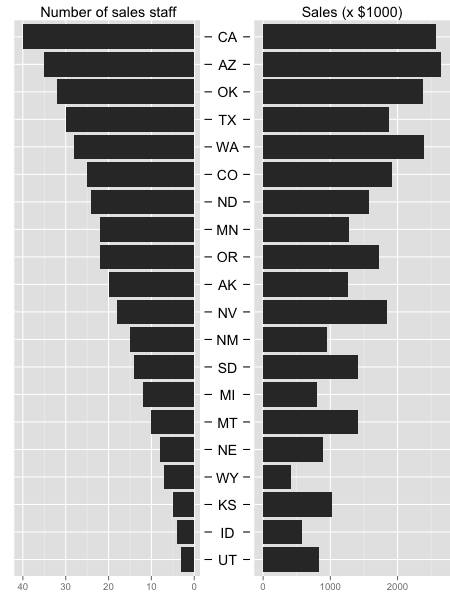 Number of sales staff
Sales (x $1000)
CA
AZ
OK
TX
WA
CO
ND
MN
OR
AK
NV
NM
SD
MI
MT
NE
WY
KS
ID
UT
40 30 20 10 0
0 1000 2000